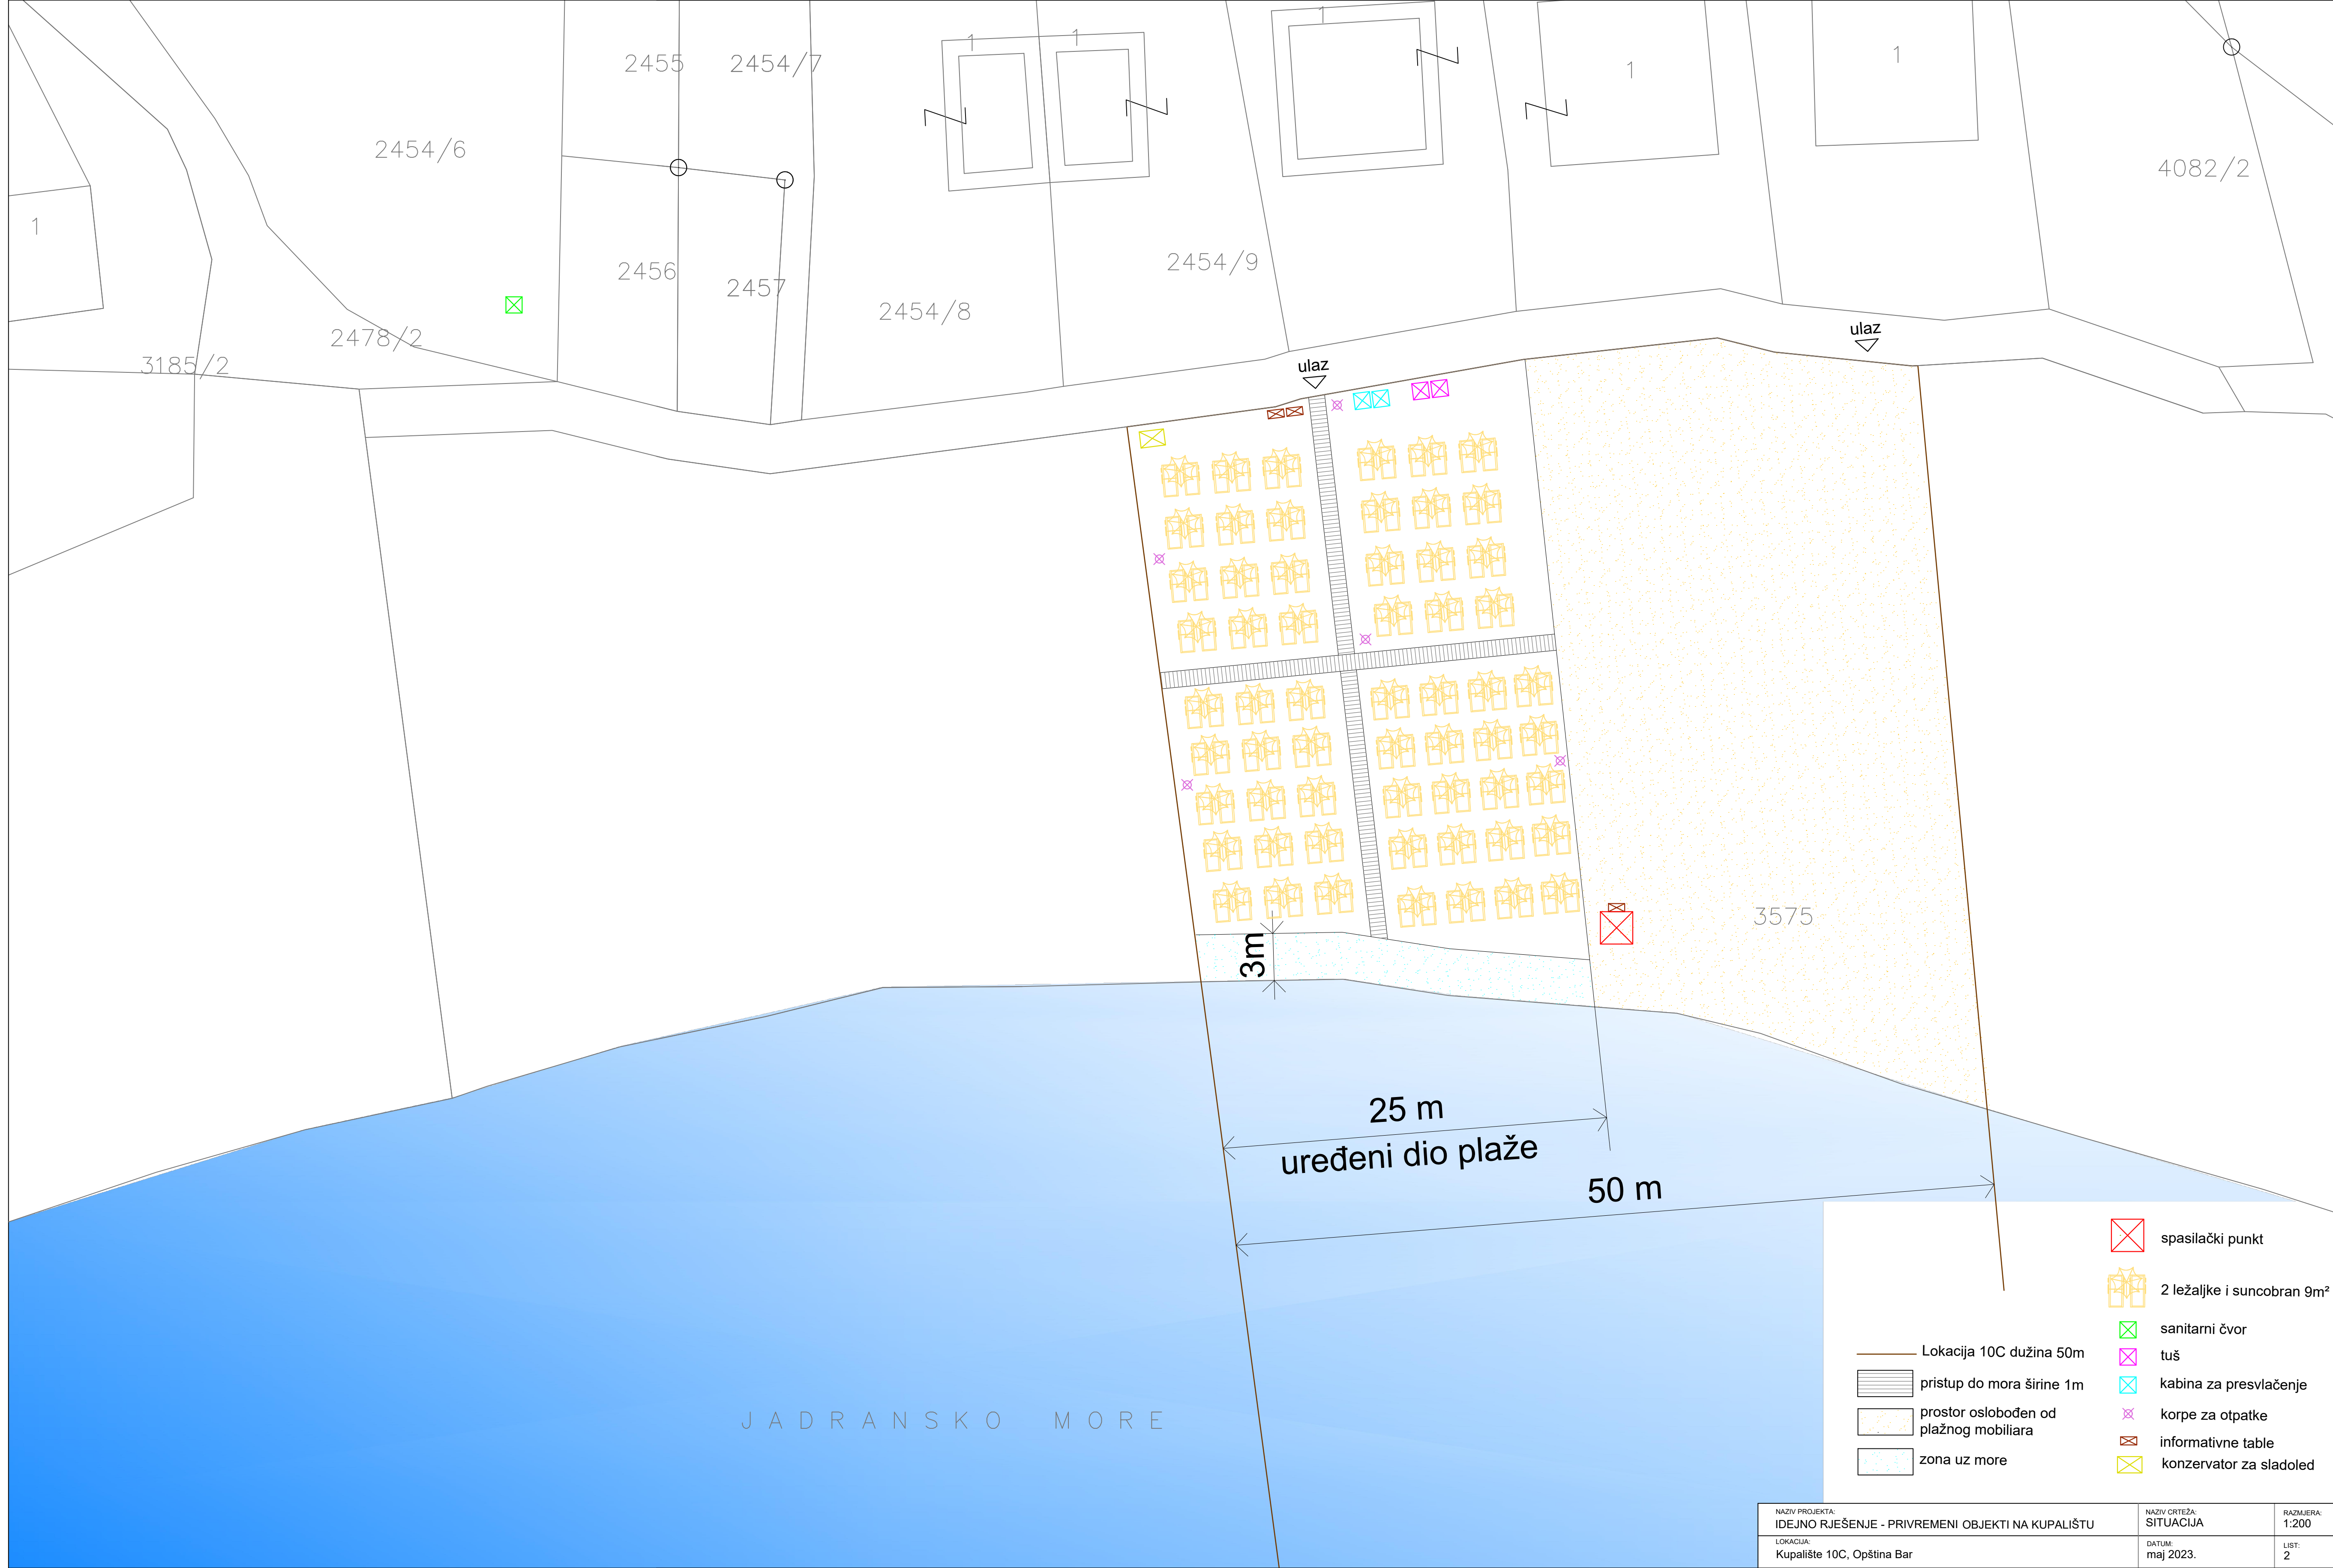 1
1
1
1
1
2455
2454/7
2454/6
4082/2
1
2454/9
2456
2457
2454/8
2478/2
3185/2
ulaz
ulaz
3575
3m
25 m
uređeni dio plaže
50 m
JADRANSKO MORE
spasilački punkt
2 ležaljke i suncobran 9m²
sanitarni čvor
tuš
kabina za presvlačenje
korpe za otpatke
informativne table
konzervator za sladoled
Lokacija 10C dužina 50m
pristup do mora širine 1m
prostor oslobođen od
plažnog mobiliara
zona uz more
NAZIV PROJEKTA:
IDEJNO RJEŠENJE - PRIVREMENI OBJEKTI NA KUPALIŠTU
NAZIV CRTEŽA:
SITUACIJA
RAZMJERA:
1:200
LOKACIJA:
Kupalište 10C, Opština Bar
DATUM:
maj 2023.
LIST:
2